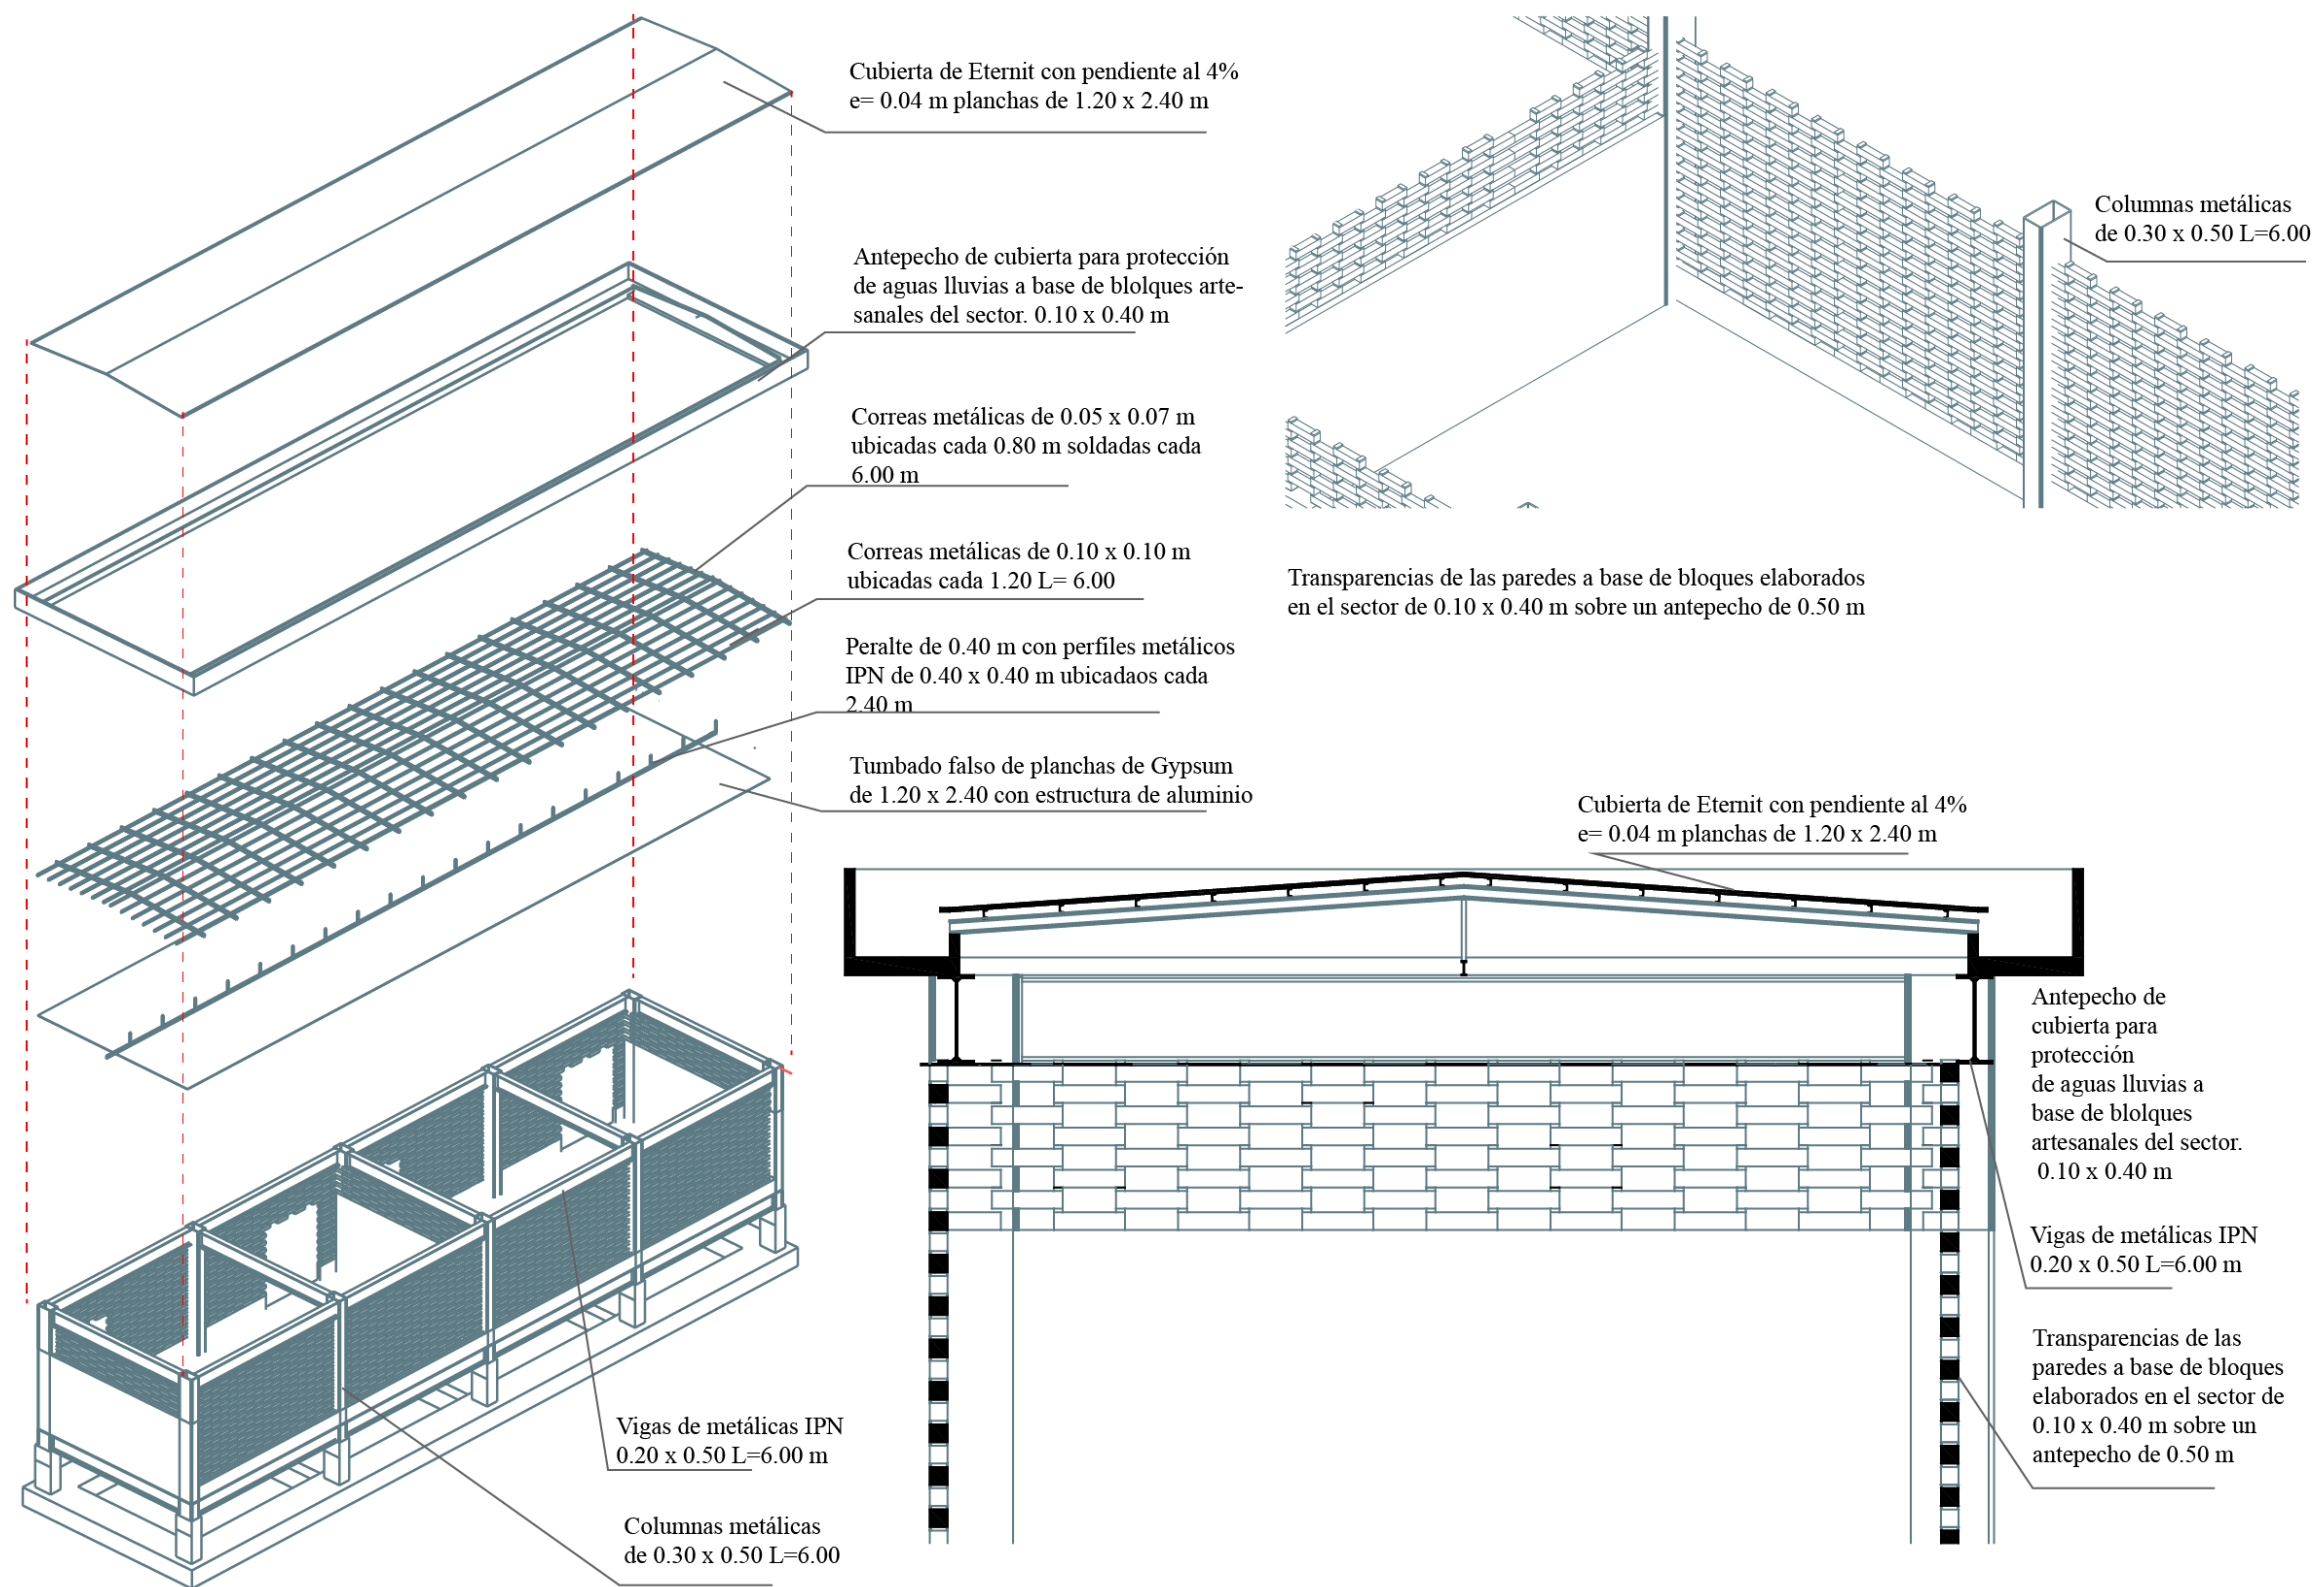 Cubierta de Eternit con pendiente al 4%
e= 0.04 m planchas de 1.20 x 2.40 m
Antepecho de cubierta para protección
de aguas lluvias a base de blolques arte-
sanales del sector. 0.10 x 0.40 m
Correas metálicas de 0.05 x 0.07 m
ubicadas cada 0.80 m soldadas cada
6.00 m
Correas metálicas de 0.10 x 0.10 m
ubicadas cada 1.20 L= 6.00
Peralte de 0.40 m con perfiles metálicos
IPN de 0.40 x 0.40 m ubicadaos cada
2.40 m
Tumbado falso de planchas de Gypsum
de 1.20 x 2.40 con estructura de aluminio
Vigas de metálicas IPN
0.20 x 0.50 L=6.00 m
Columnas metálicas
de 0.30 x 0.50 L=6.00
Columnas metálicas
de 0.30 x 0.50 L=6.00
Transparencias de las paredes a base de bloques elaborados
en el sector de 0.10 x 0.40 m sobre un antepecho de 0.50 m
Cubierta de Eternit con pendiente al 4%
e= 0.04 m planchas de 1.20 x 2.40 m
Antepecho de
cubierta para
protección
de aguas lluvias a
base de blolques
artesanales del sector.
0.10 x 0.40 m
Vigas de metálicas IPN
0.20 x 0.50 L=6.00 m
Transparencias de las
paredes a base de bloques
elaborados en el sector de
0.10 x 0.40 m sobre un
antepecho de 0.50 m